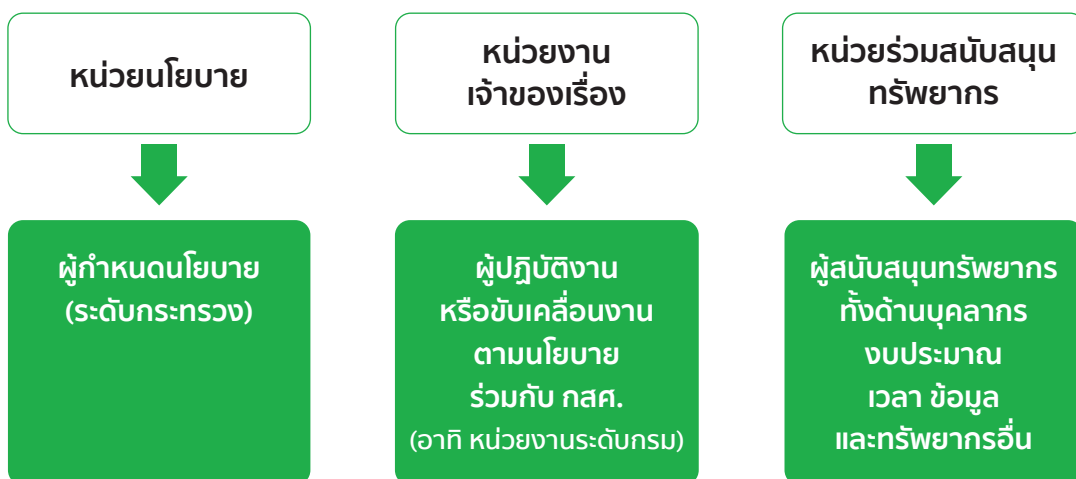 หน่วยนโยบาย
หน่วยงาน
เจ้าของเรื่อง
หน่วยร่วมสนับสนุน
ทรัพยากร
ผู้กำหนดนโยบาย
(ระดับกระทรวง)
ผู้ปฏิบัติงาน
หรือขับเคลื่อนงาน
ตามนโยบาย
ร่วมกับ กสศ.
(อาทิ หน่วยงานระดับกรม)
ผู้สนับสนุนทรัพยากร
ทั้งด้านบุคลากร
งบประมาณ
เวลา ข้อมูล
และทรัพยากรอื่น